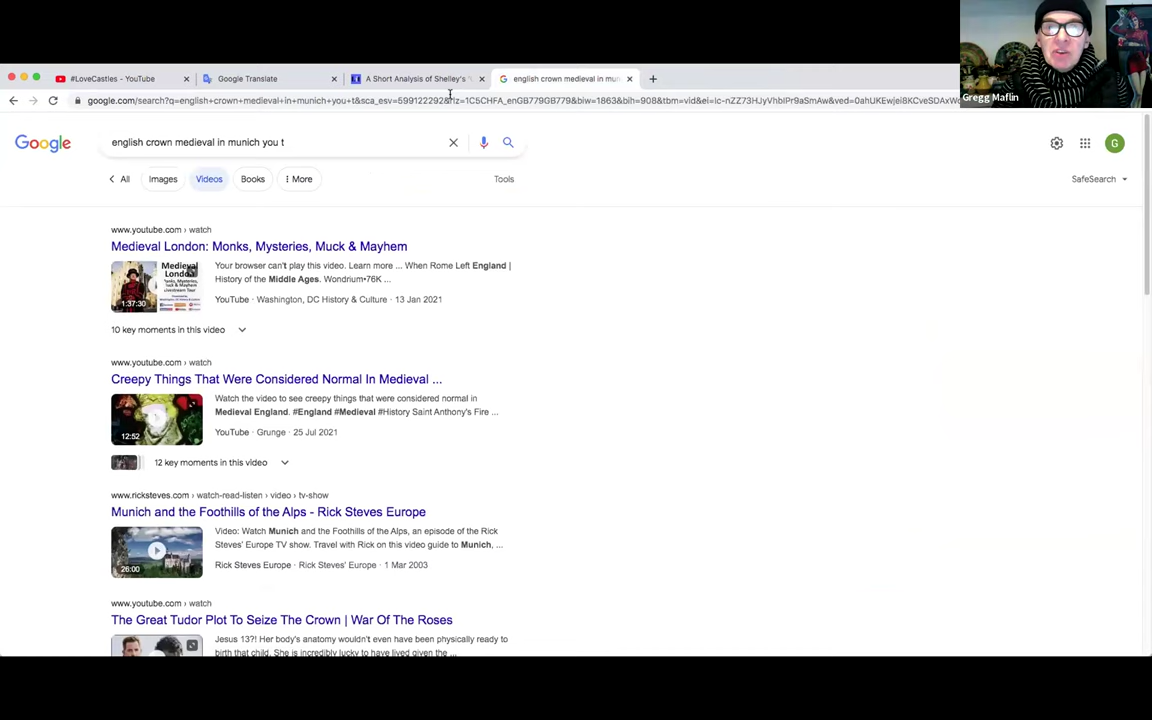 #LoveCastles - YouTube
Google Translate
A Short Analysis of Shelley's
english crown medieval in mun
Gregg Maflin
Google
english crown medieval in munich you t
G
All
Images
Videos
Books
More
Tools
SafeSearch
www.youtube.com › watch
Medieval London: Monks, Mysteries, Muck & Mayhem
Your browser can't play this video. Learn more ... When Rome Left England |
History of the Middle Ages. Wondrium•76K ...
1:37:30
YouTube · Washington, DC History & Culture · 13 Jan 2021
10 key moments in this video
www.youtube.com › watch
Creepy Things That Were Considered Normal In Medieval ...
Watch the video to see creepy things that were considered normal in
Medieval England. #England #Medieval #History Saint Anthony's Fire ...
12:52
YouTube · Grunge · 25 Jul 2021
12 key moments in this video
www.ricksteves.com › watch-read-listen › video › tv-show
Munich and the Foothills of the Alps - Rick Steves Europe
Video: Watch Munich and the Foothills of the Alps, an episode of the Rick
Steves' Europe TV show. Travel with Rick on this video guide to Munich, ...
26:00
Rick Steves Europe · Rick Steves' Europe · 1 Mar 2003
www.youtube.com › watch
The Great Tudor Plot To Seize The Crown | War Of The Roses
Jesus 13?! Her body's anatomy wouldn't even have been physically ready to
birth that child. She is incredibly lucky to have lived given the ...